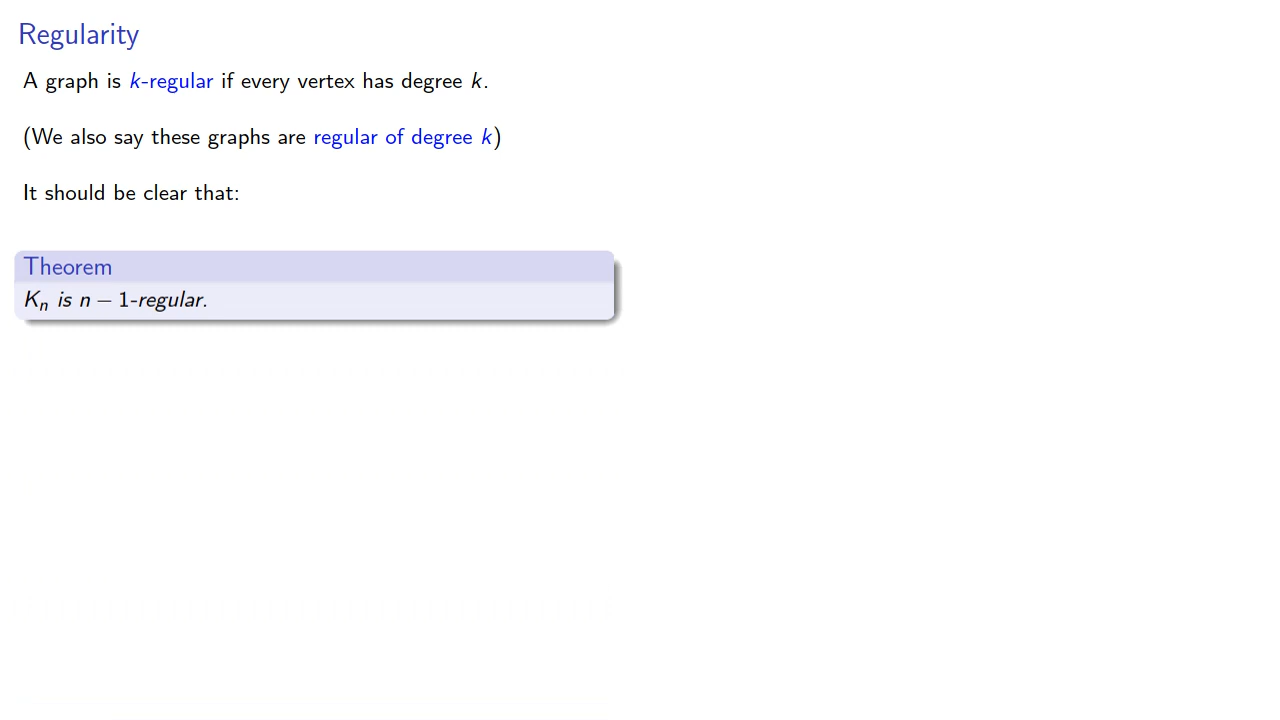 Regularity
A graph is k-regular if every vertex has degree k.
(We also say these graphs are regular of degree k)
It should be clear that:
Theorem
Kₙ is n − 1-regular.